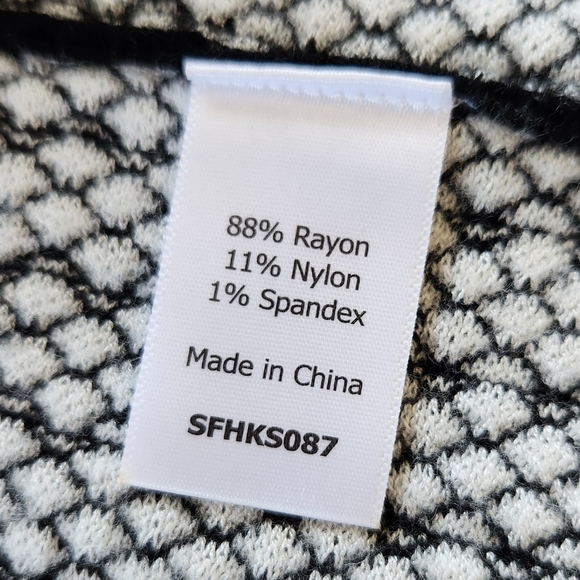 88% Rayon
11% Nylon
1% Spandex
Made in China
SFHKS087